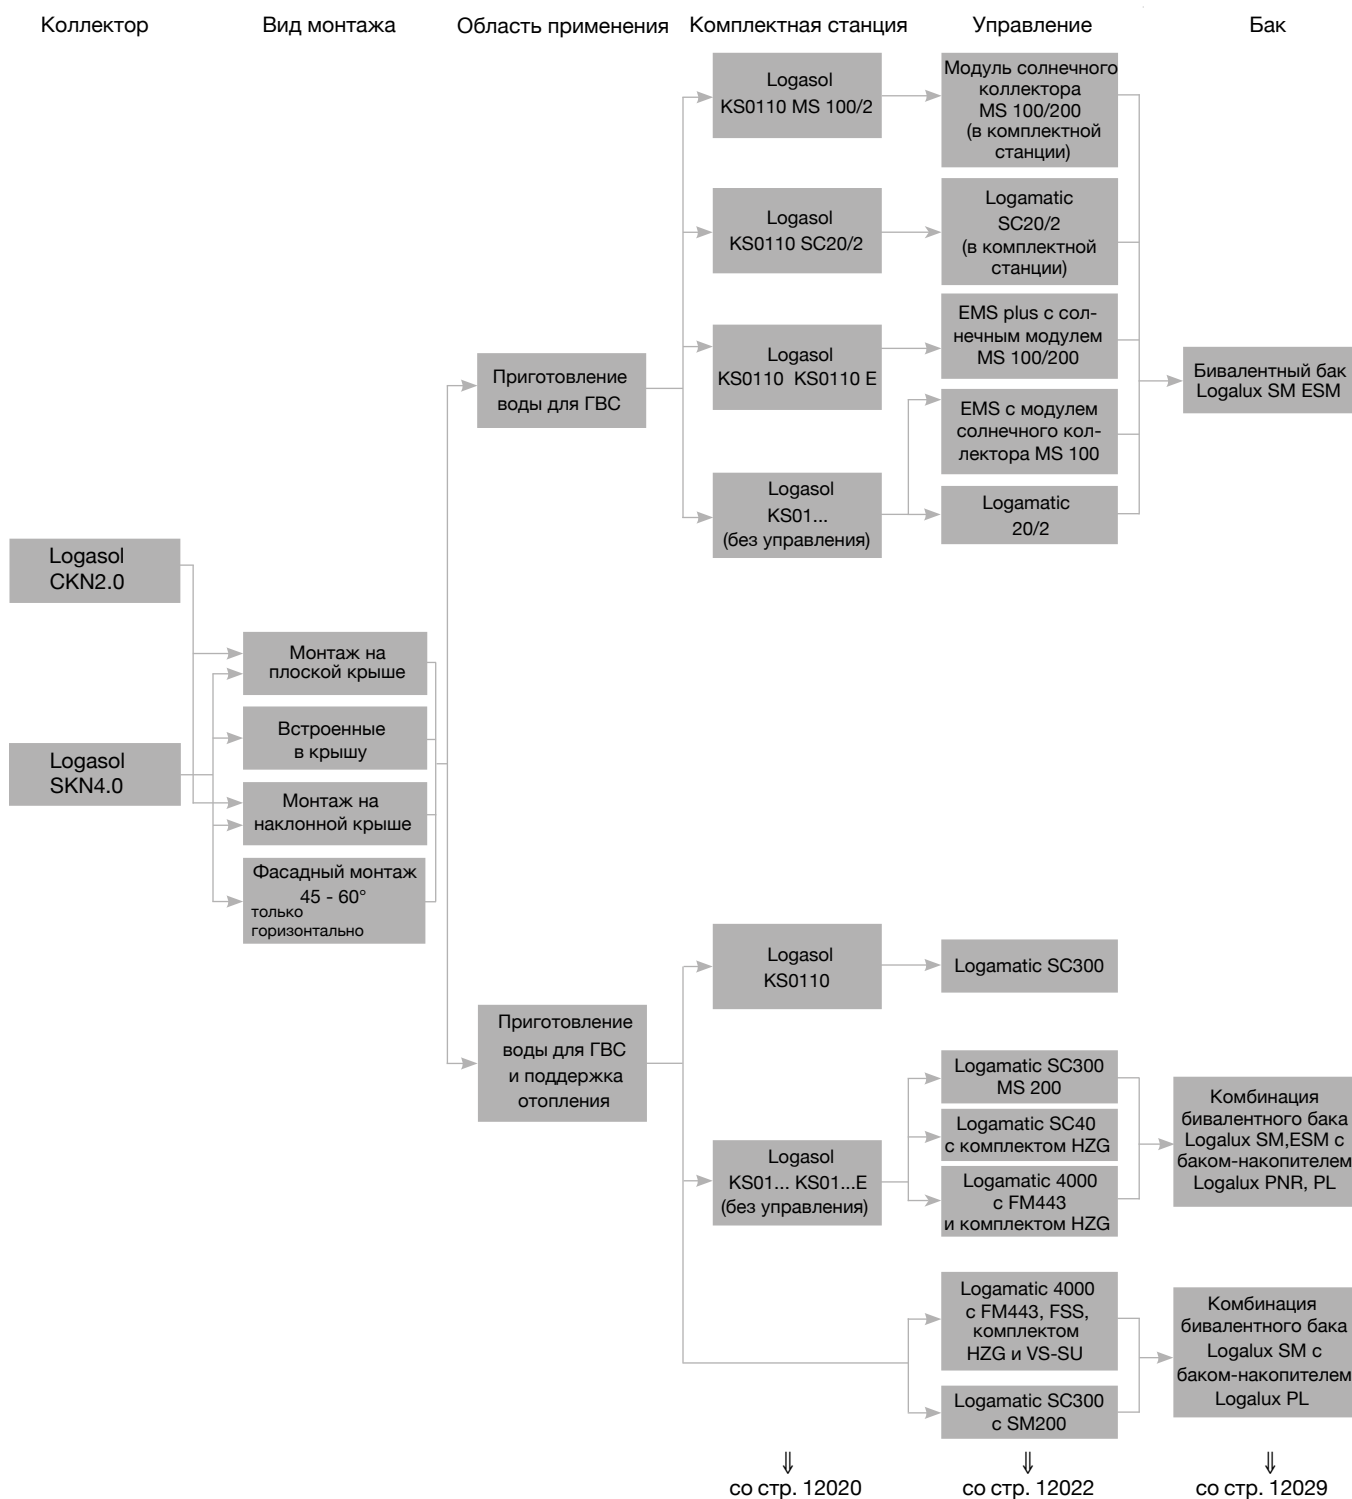 Коллектор
Вид монтажа
Область применения
Комплектная станция
Управление
Бак
Logasol
KS0110 MS 100/2
Модуль солнечного
коллектора
MS 100/200
(в комплектной
станции)
Logasol
KS0110 SC20/2
Logamatic
SC20/2
(в комплектной
станции)
Logasol
KS0110  KS0110 E
EMS plus с сол-
нечным модулем
MS 100/200
Приготовление
воды для ГВС
Бивалентный бак
Logalux SM ESM
EMS с модулем
солнечного кол-
лектора MS 100
Logasol
KS01...
(без управления)
Logamatic
20/2
Logasol
CKN2.0
Logasol
SKN4.0
Монтаж на
плоской крыше
Встроенные
в крышу
Монтаж на
наклонной крыше
Фасадный монтаж
45 - 60°
только
горизонтально
Приготовление
воды для ГВС
и поддержка
отопления
Logasol
KS0110
Logamatic SC300
Logasol
KS01... KS01...E
(без управления)
Logamatic SC300
MS 200
Logamatic SC40
с комплектом HZG
Logamatic 4000
с FM443
и комплектом HZG
Комбинация
бивалентного бака
Logalux SM,ESM с
баком-накопителем
Logalux PNR, PL
Logamatic 4000
с FM443, FSS,
комплектом
HZG и VS-SU
Logamatic SC300
с SM200
Комбинация
бивалентного бака
Logalux SM с
баком-накопителем
Logalux PL
⇓
⇓
⇓
со стр. 12020
со стр. 12022
со стр. 12029